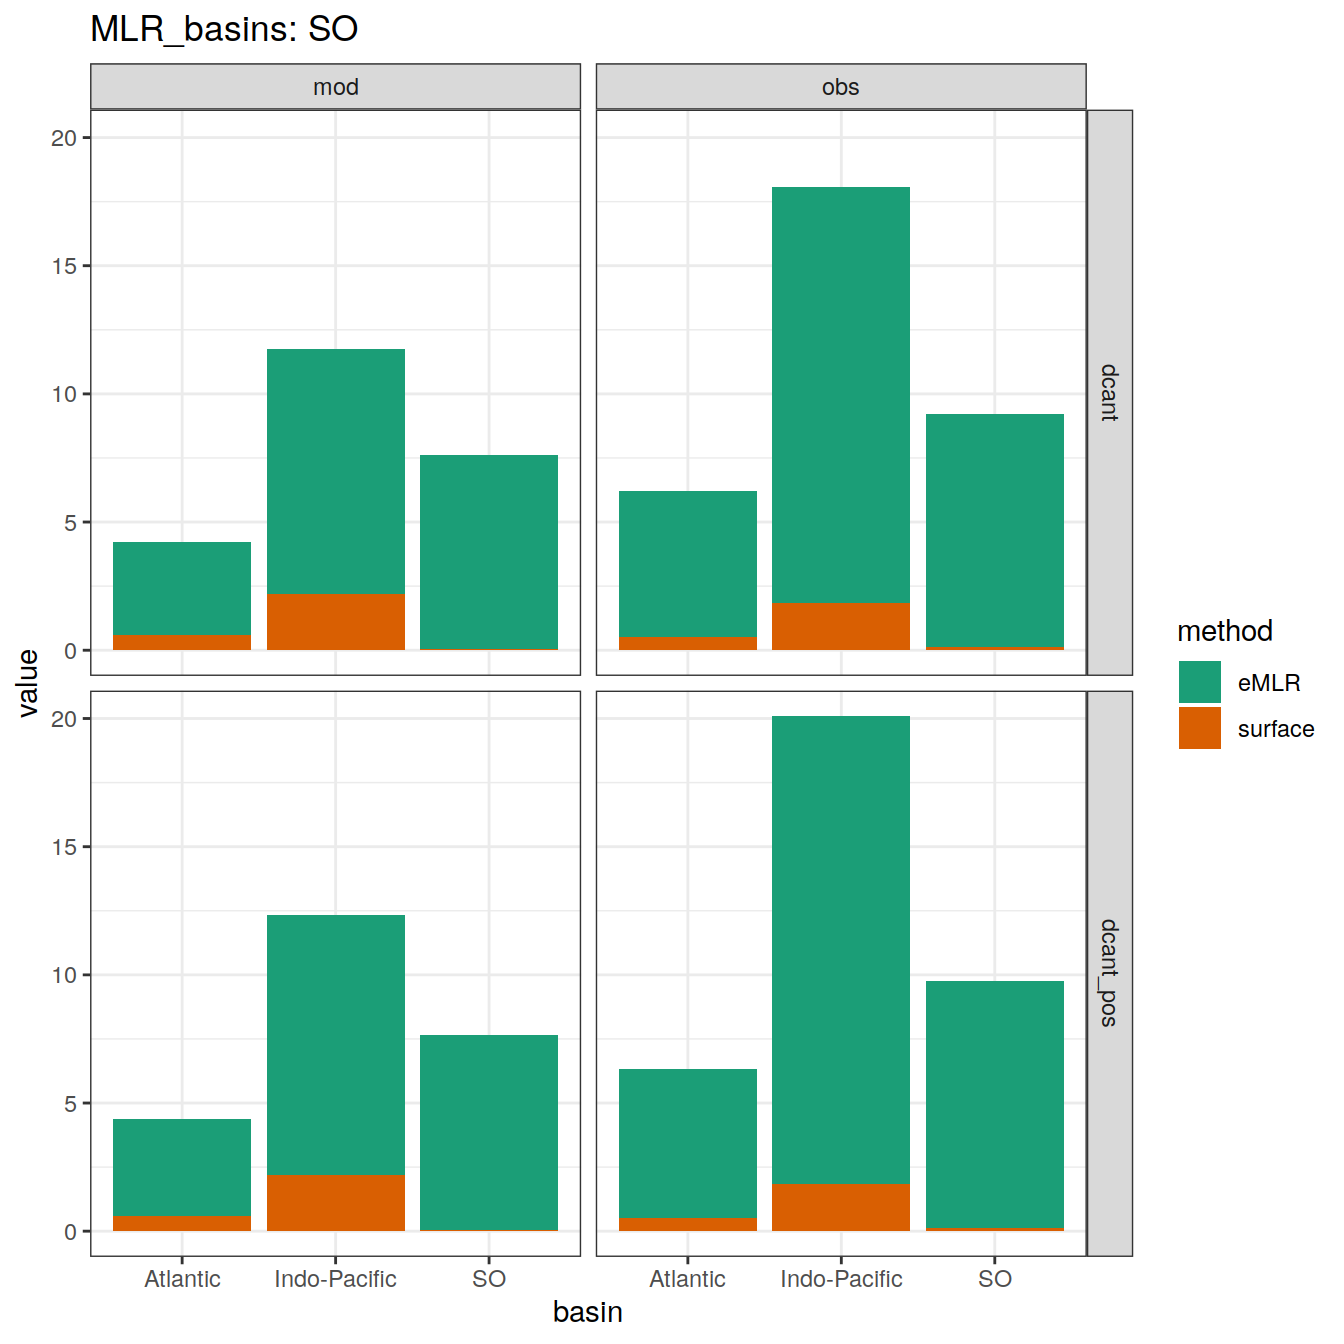 MLR_basins: SO
mod
obs
20
15
10
5
0
dcant
20
15
10
5
0
dcant_pos
value
Atlantic
Indo-Pacific
SO
Atlantic
Indo-Pacific
SO
basin
method
eMLR
surface